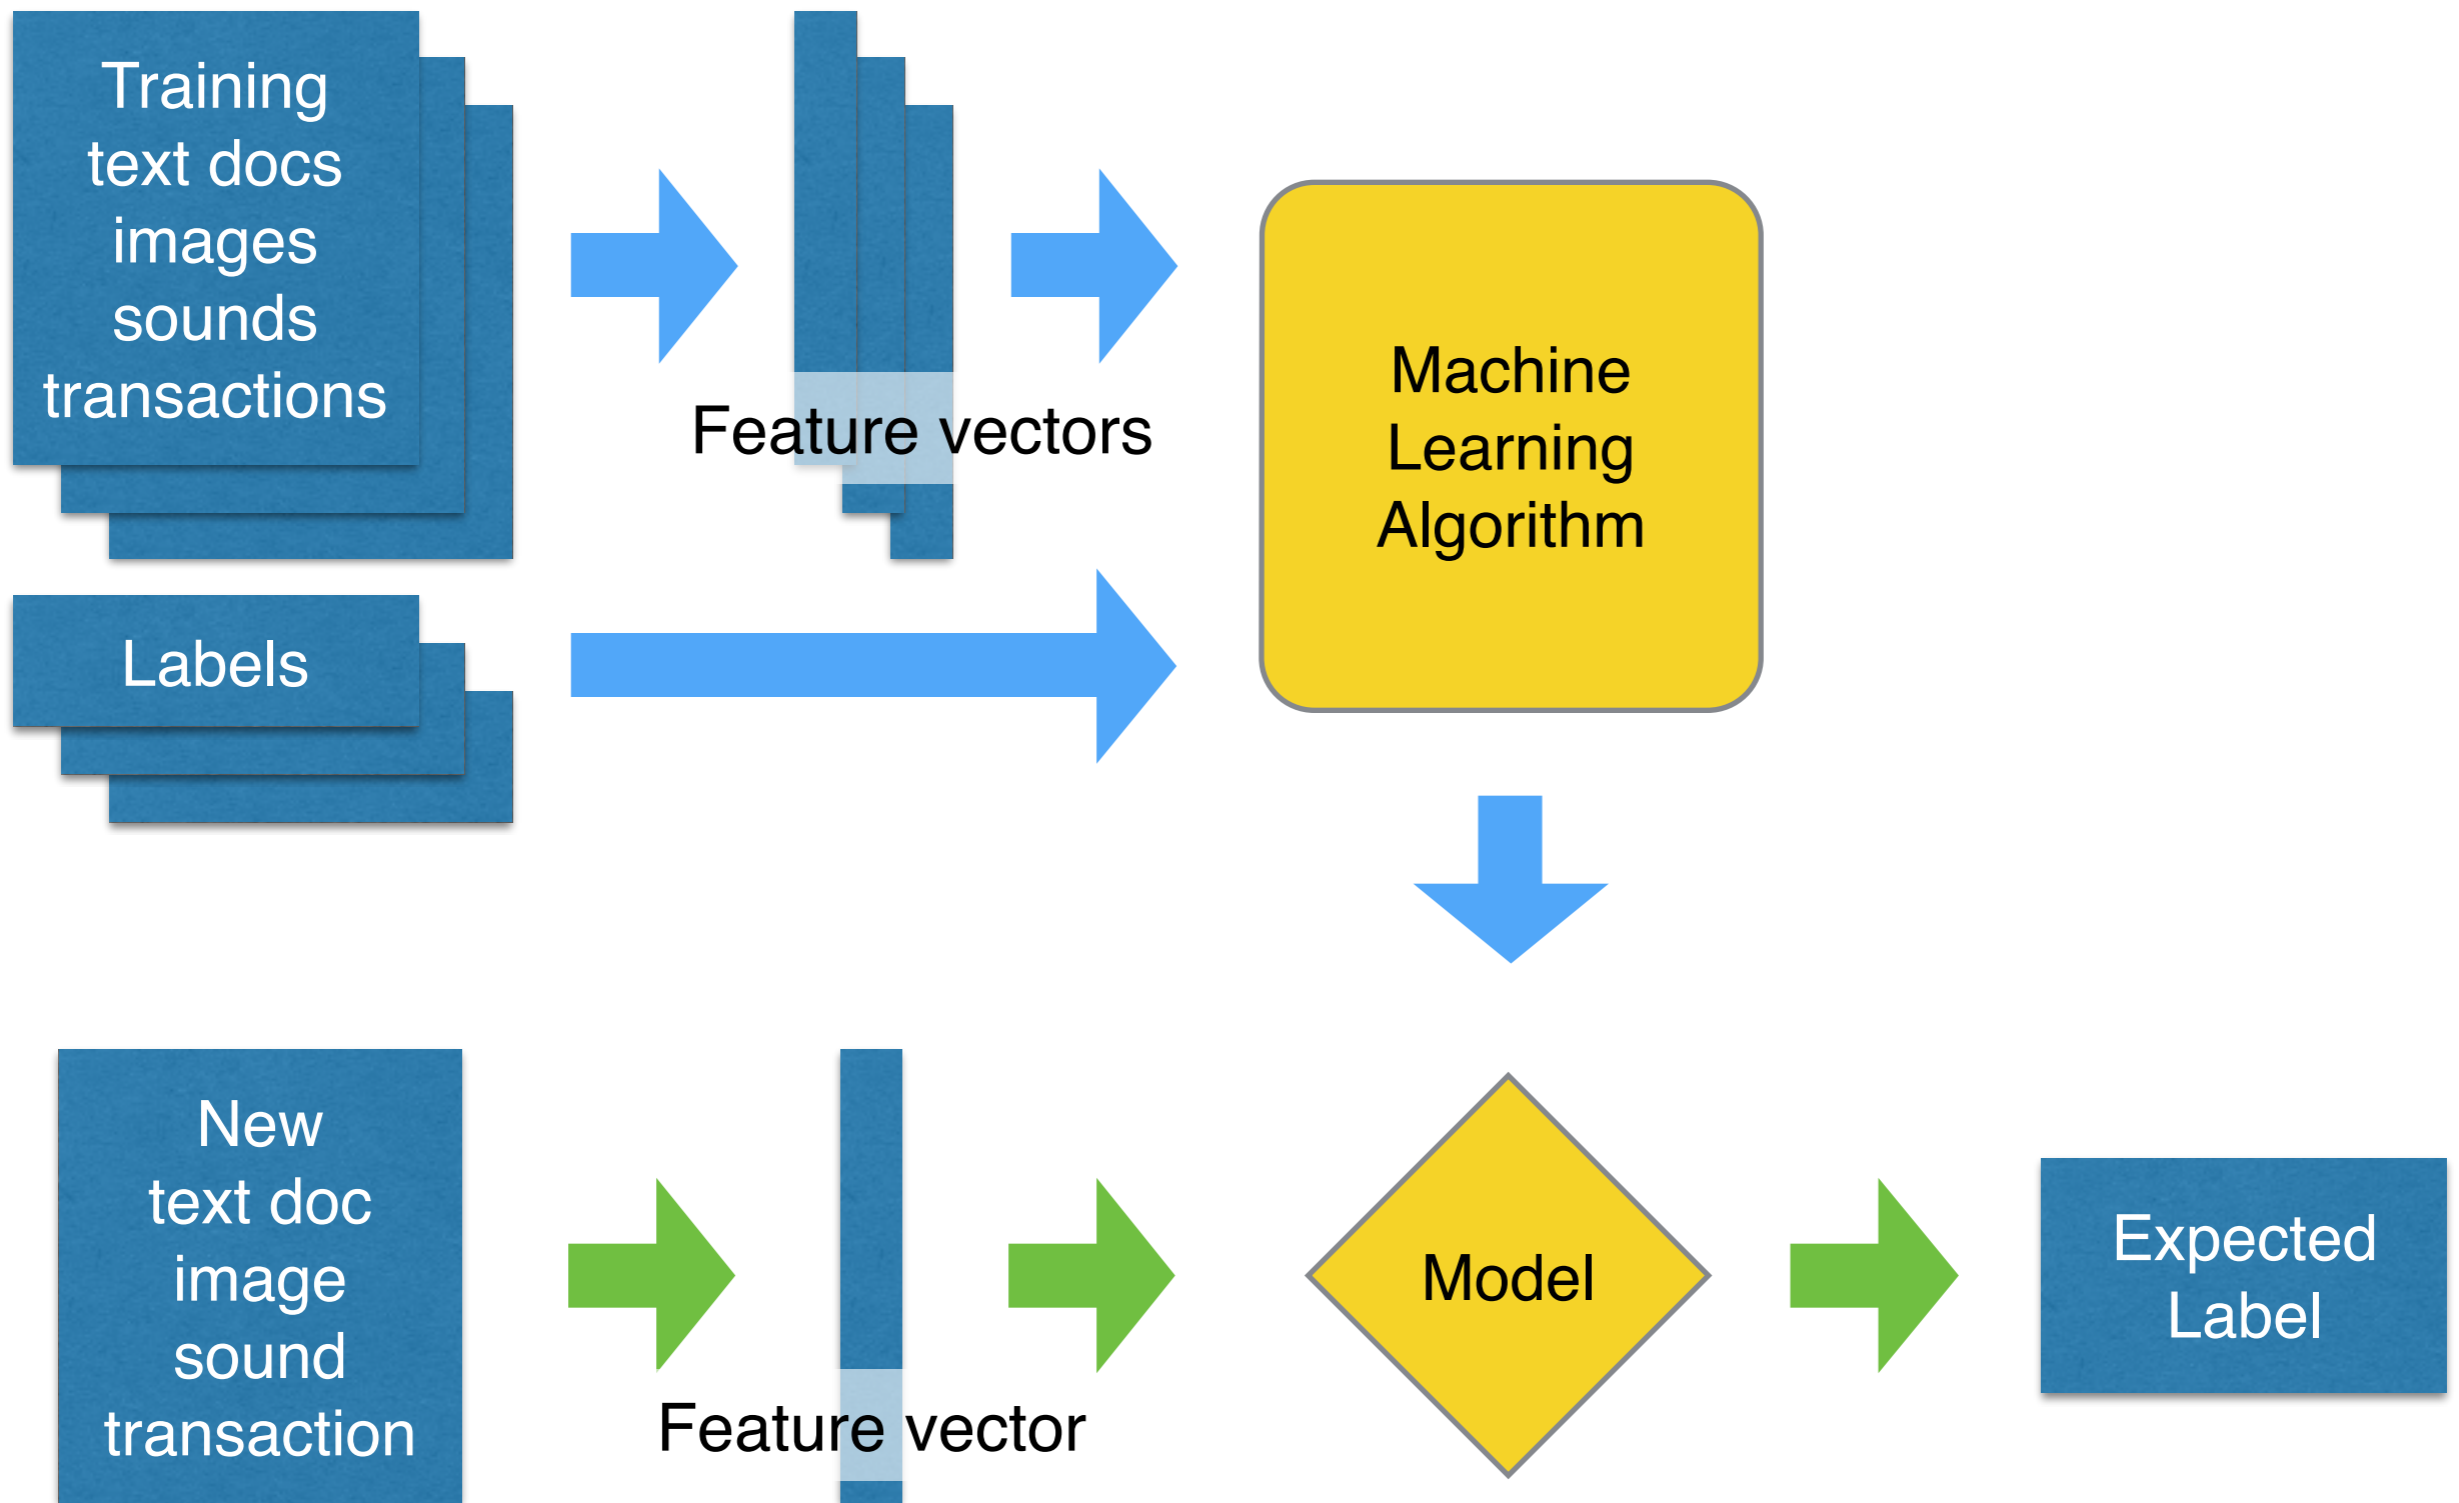 Training
text docs
images
sounds
transactions
Feature vectors
Machine
Learning
Algorithm
Labels
New
text doc
image
sound
transaction
Feature vector
Model
Expected
Label